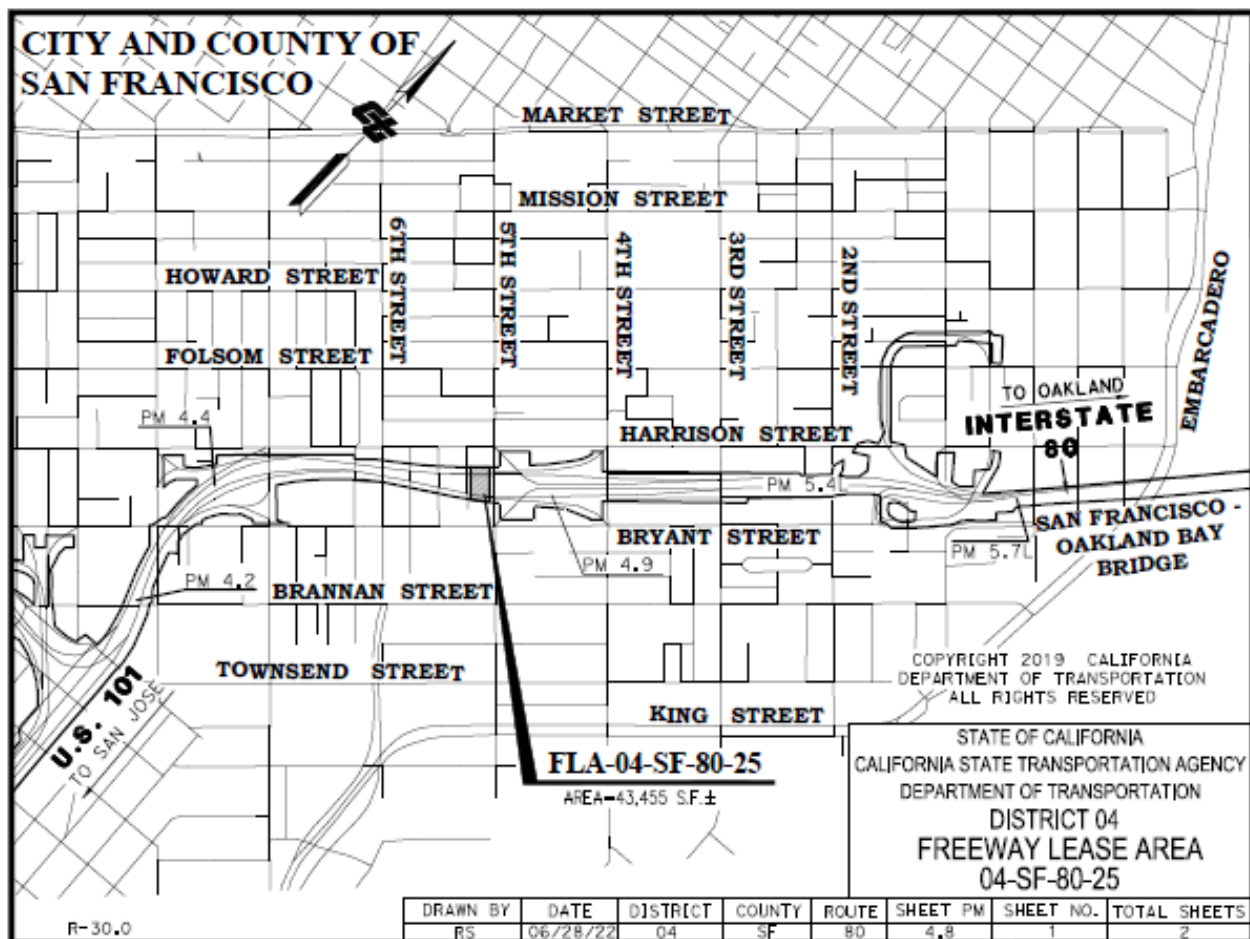 CITY AND COUNTY OF
SAN FRANCISCO
MARKET STREET
MISSION STREET
6TH STREET
5TH STREET
4TH STREET
3RD STREET
2ND STREET
HOWARD STREET
FOLSOM STREET
EMBARCADERO
TO OAKLAND
INTERSTATE
80
PM 4.4
HARRISON STREET
PM 5.4L
SAN FRANCISCO -
OAKLAND BAY
BRIDGE
BRYANT STREET
PM 5.7L
PM 4.9
PM 4.2
BRANNAN STREET
TOWNSEND STREET
U.S. 101
TO SAN JOSE
KING STREET
COPYRIGHT 2019 CALIFORNIA
DEPARTMENT OF TRANSPORTATION
ALL RIGHTS RESERVED
FLA-04-SF-80-25
AREA=43,455 S.F.±
STATE OF CALIFORNIA
CALIFORNIA STATE TRANSPORTATION AGENCY
DEPARTMENT OF TRANSPORTATION
DISTRICT 04
FREEWAY LEASE AREA
04-SF-80-25
R-30.0
DRAWN BY DATE DISTRICT COUNTY ROUTE SHEET PM SHEET NO. TOTAL SHEETS
RS 06/28/22 04 SF 80 4.8 1 2